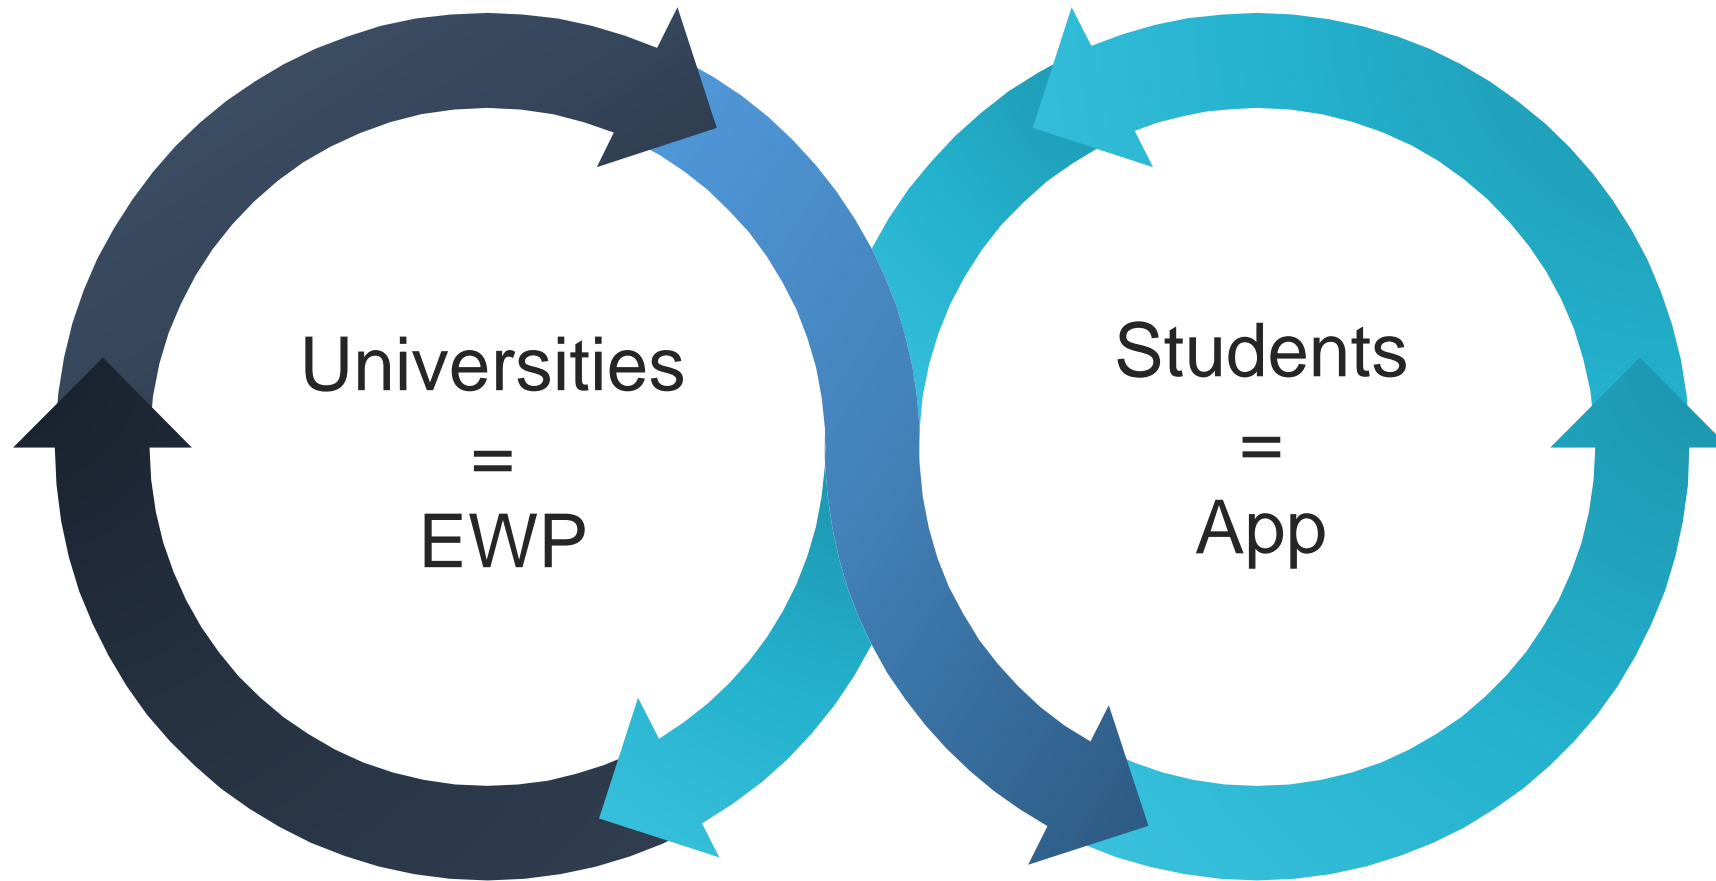 Universities
=
EWP
Students
=
App